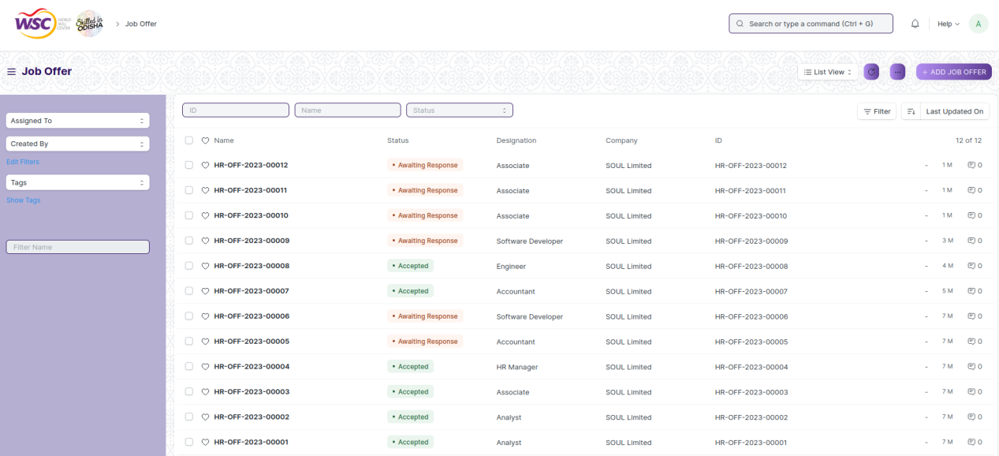 WSC WORLD SKILL CENTER Skilled in ODISHA > Job Offer Search or type a command (Ctrl + G) Help A
Job Offer List View ... + ADD JOB OFFER
Assigned To
Created By
Edit Filters
Tags
Show Tags
Filter Name
ID Name Status Filter Last Updated On
Name Status Designation Company ID 12 of 12
HR-OFF-2023-00012 • Awaiting Response Associate SOUL Limited HR-OFF-2023-00012 - 1 M 0
HR-OFF-2023-00011 • Awaiting Response Associate SOUL Limited HR-OFF-2023-00011 - 1 M 0
HR-OFF-2023-00010 • Awaiting Response Associate SOUL Limited HR-OFF-2023-00010 - 1 M 0
HR-OFF-2023-00009 • Awaiting Response Software Developer SOUL Limited HR-OFF-2023-00009 - 3 M 0
HR-OFF-2023-00008 • Accepted Engineer SOUL Limited HR-OFF-2023-00008 - 4 M 0
HR-OFF-2023-00007 • Accepted Accountant SOUL Limited HR-OFF-2023-00007 - 5 M 0
HR-OFF-2023-00006 • Awaiting Response Software Developer SOUL Limited HR-OFF-2023-00006 - 7 M 0
HR-OFF-2023-00005 • Awaiting Response Accountant SOUL Limited HR-OFF-2023-00005 - 7 M 0
HR-OFF-2023-00004 • Accepted HR Manager SOUL Limited HR-OFF-2023-00004 - 7 M 0
HR-OFF-2023-00003 • Accepted Associate SOUL Limited HR-OFF-2023-00003 - 7 M 0
HR-OFF-2023-00002 • Accepted Analyst SOUL Limited HR-OFF-2023-00002 - 7 M 0
HR-OFF-2023-00001 • Accepted Analyst SOUL Limited HR-OFF-2023-00001 - 7 M 0